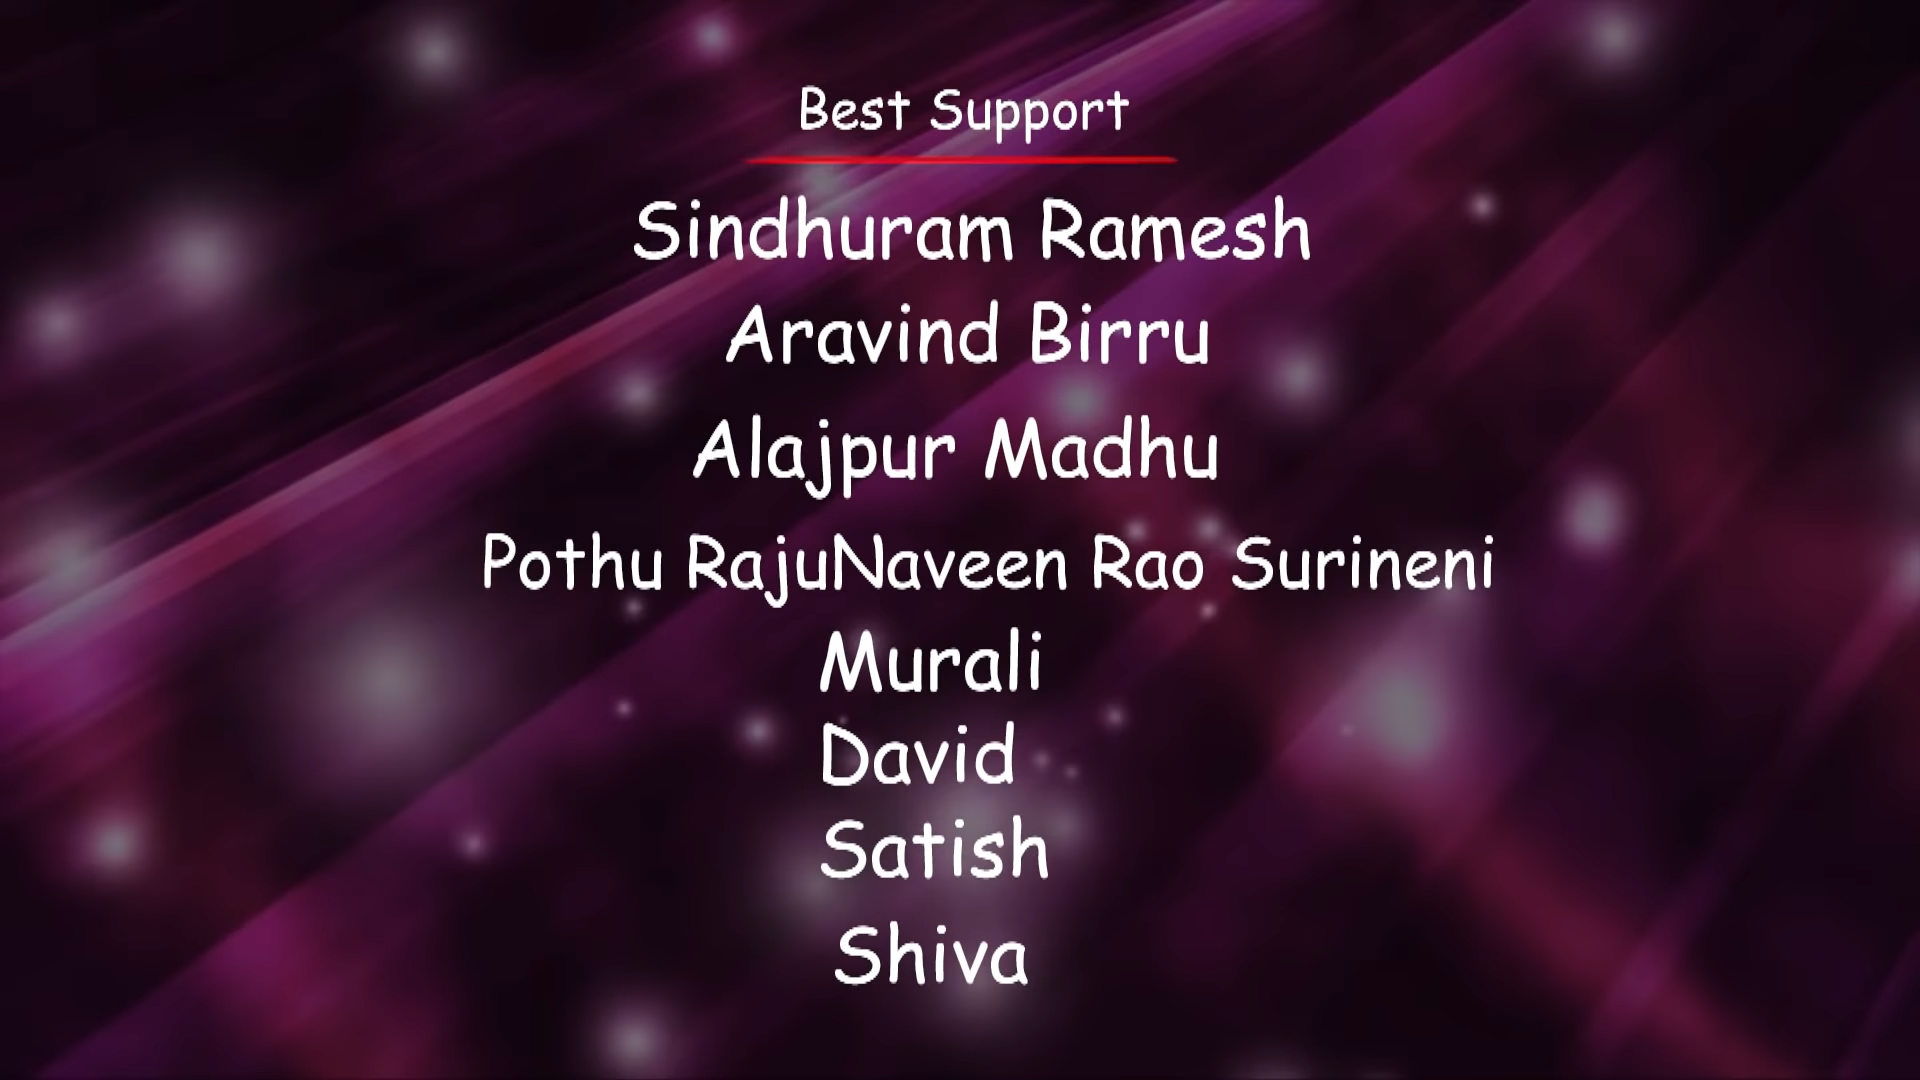 Best Support
Sindhuram Ramesh
Aravind Birru
Alajpur Madhu
Pothu RajuNaveen Rao Surineni
Murali
David
Satish
Shiva